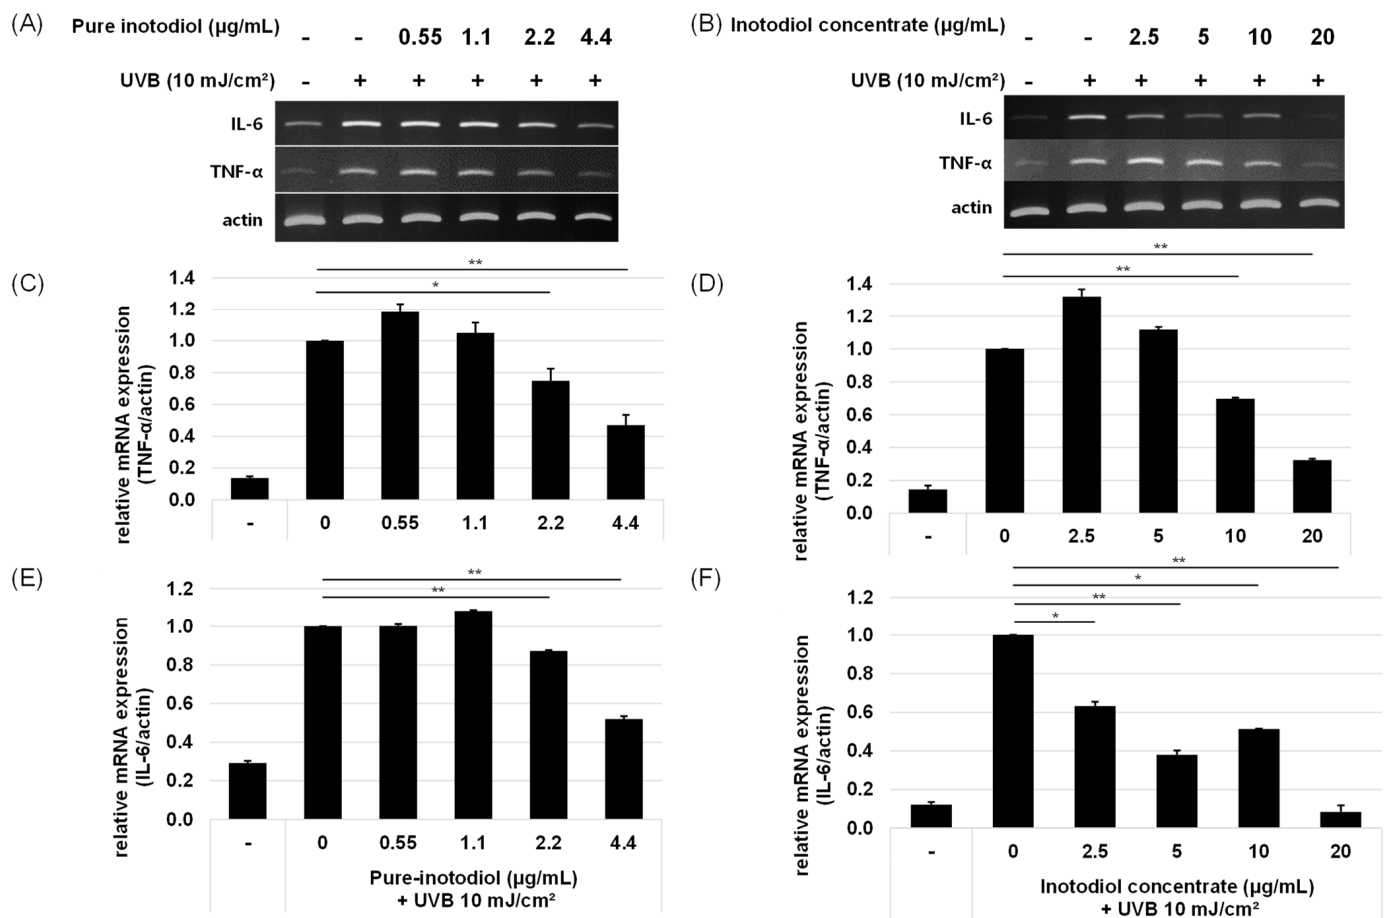 (A)
Pure inotodiol (µg/mL) - - 0.55 1.1 2.2 4.4
UVB (10 mJ/cm²) - + + + + +
IL-6
TNF-α
actin
(B)
Inotodiol concentrate (µg/mL) - - 2.5 5 10 20
UVB (10 mJ/cm²) - + + + + +
IL-6
TNF-α
actin
(C)
relative mRNA expression
(TNF-α/actin)
**
*
1.4
1.2
1.0
0.8
0.6
0.4
0.2
0.0
- 0 0.55 1.1 2.2 4.4
(D)
relative mRNA expression
(TNF-α/actin)
**
**
1.4
1.2
1.0
0.8
0.6
0.4
0.2
0.0
- 0 2.5 5 10 20
(E)
relative mRNA expression
(IL-6/actin)
**
**
1.2
1.0
0.8
0.6
0.4
0.2
0.0
- 0 0.55 1.1 2.2 4.4
Pure-inotodiol (µg/mL)
+ UVB 10 mJ/cm²
(F)
relative mRNA expression
(IL-6/actin)
**
*
**
*
1.2
1.0
0.8
0.6
0.4
0.2
0.0
- 0 2.5 5 10 20
Inotodiol concentrate (µg/mL)
+ UVB 10 mJ/cm²